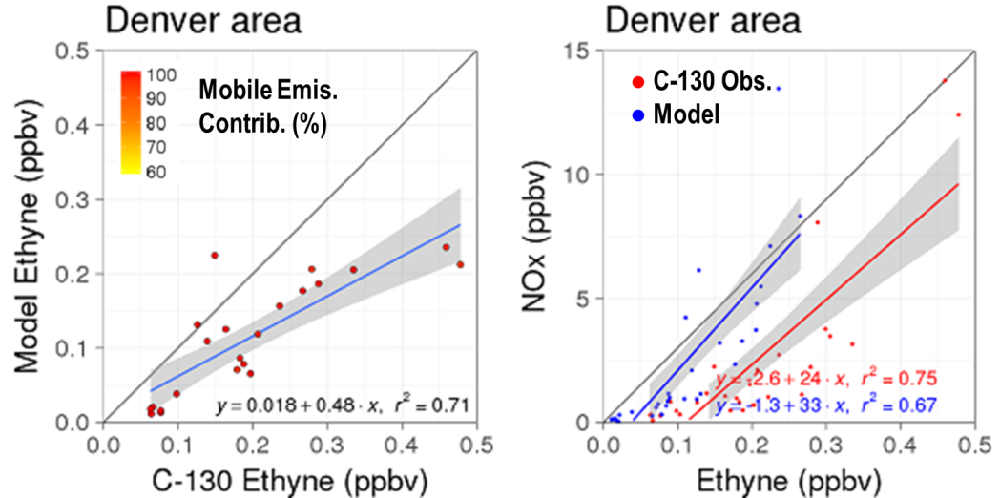 Denver area
0.5
0.4
0.3
0.2
0.1
0.0
Model Ethyne (ppbv)
100
90
80
70
60
Mobile Emis.
Contrib. (%)
y = 0.018 + 0.48 · x, r² = 0.71
0.0 0.1 0.2 0.3 0.4 0.5
C-130 Ethyne (ppbv)
Denver area
15
10
5
0
NOx (ppbv)
C-130 Obs.
Model
y = -2.6 + 24 · x, r² = 0.75
y = -1.3 + 33 · x, r² = 0.67
0.0 0.1 0.2 0.3 0.4 0.5
Ethyne (ppbv)